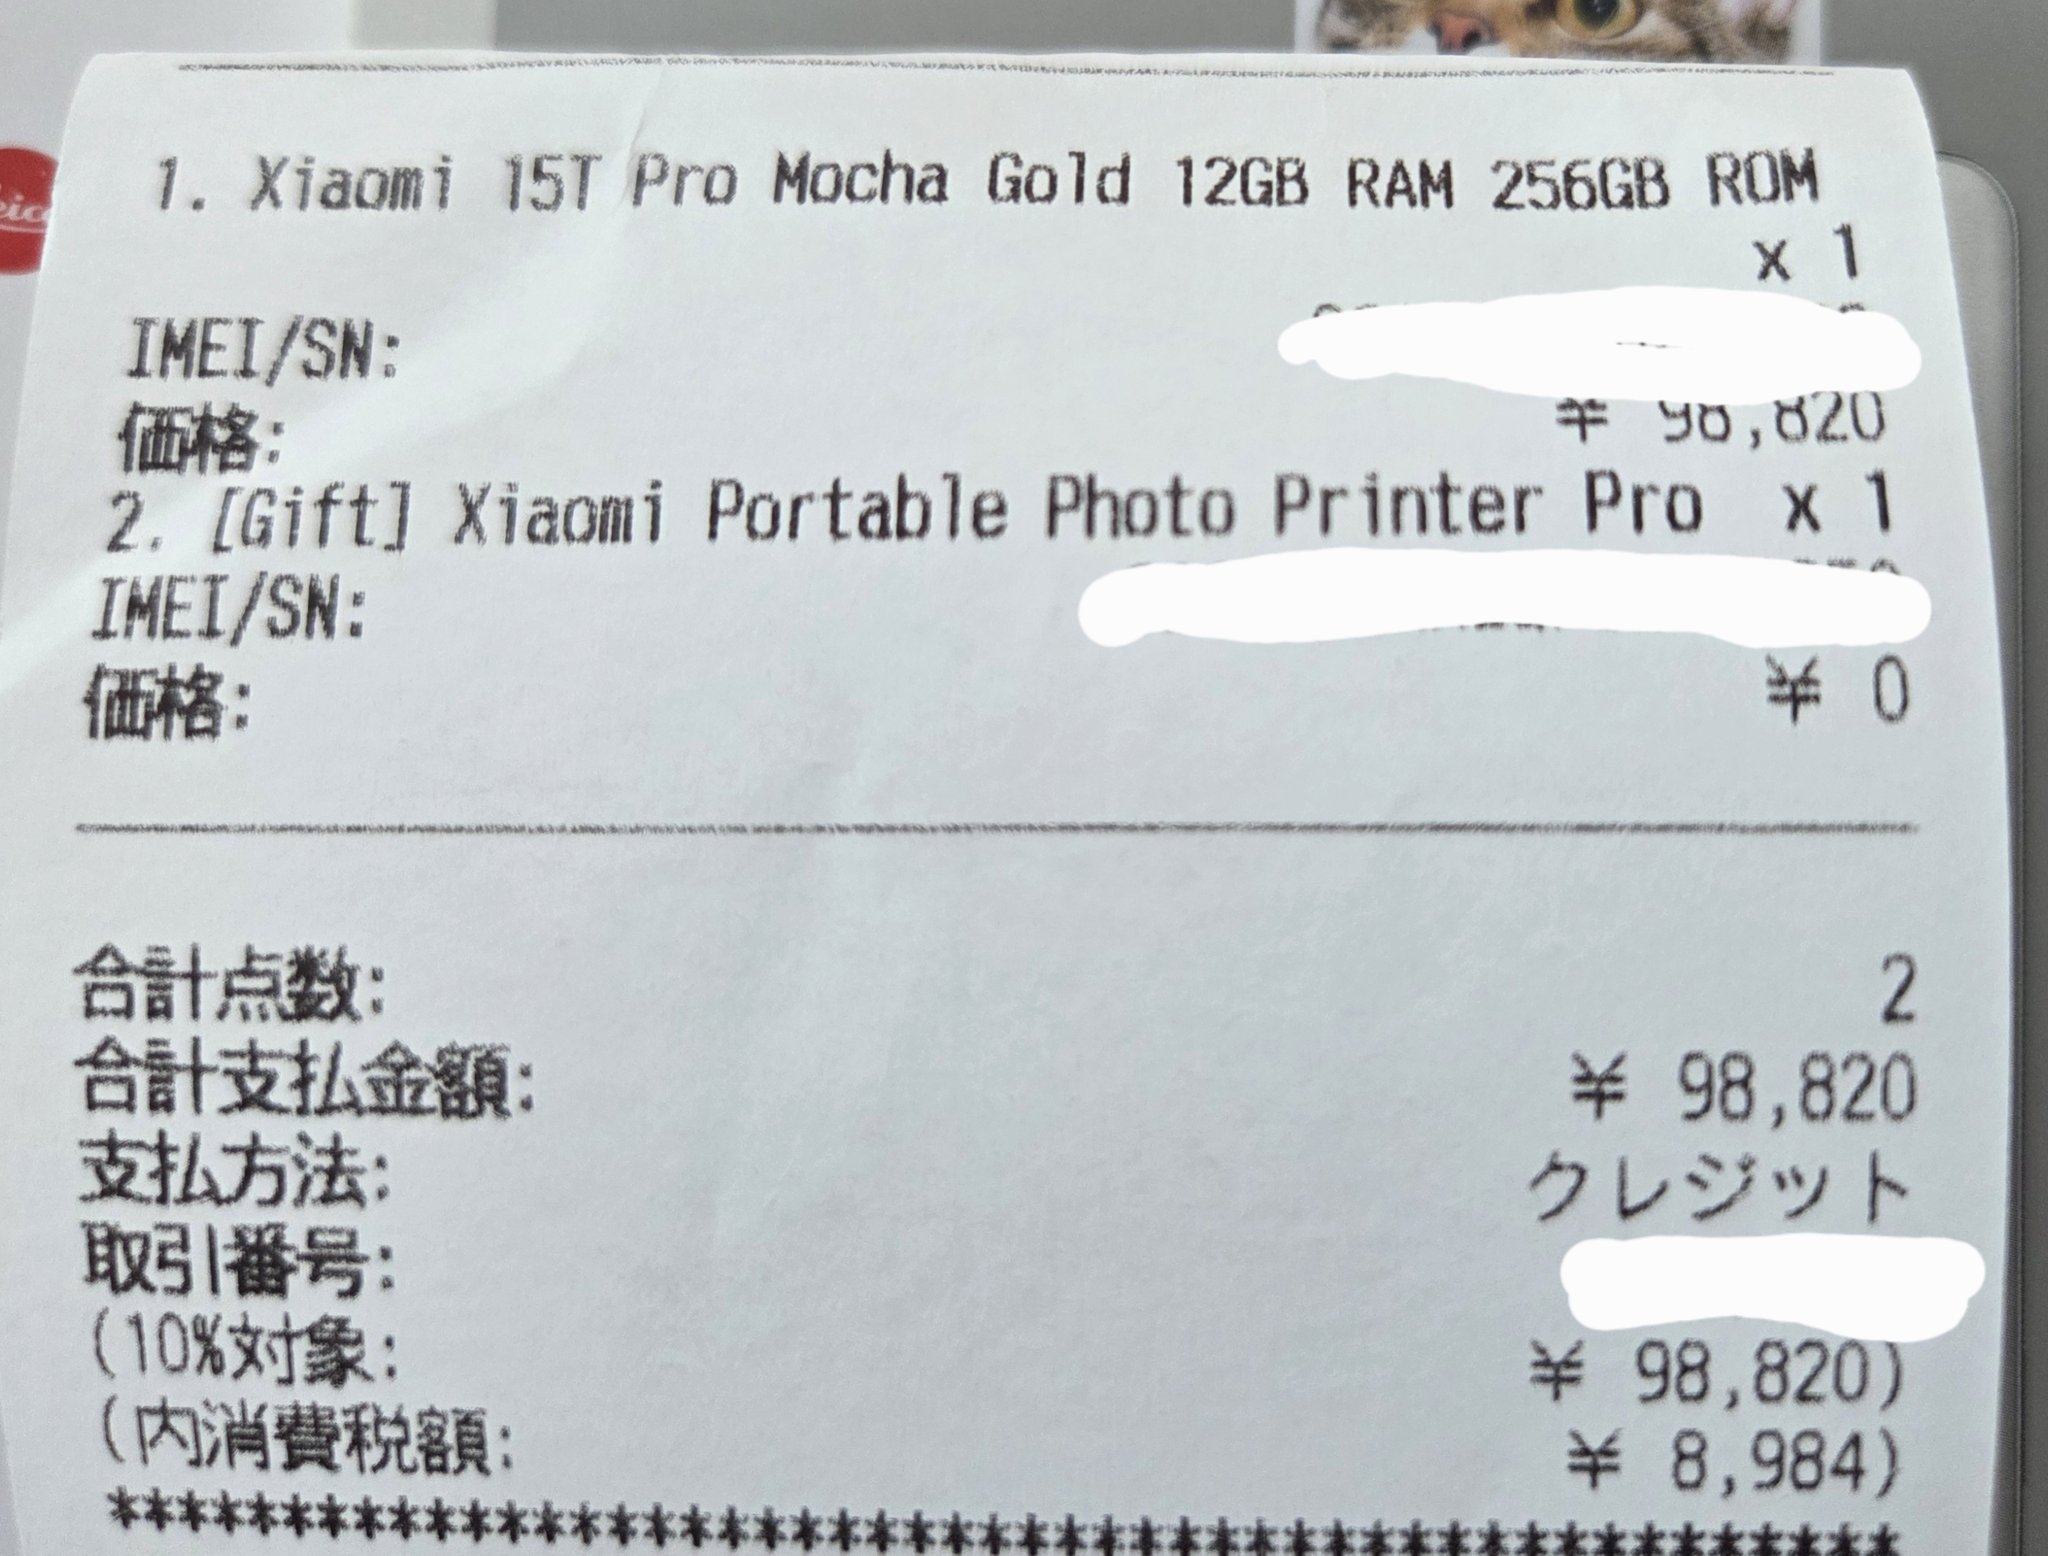 1. Xiaomi 15T Pro Mocha Gold 12GB RAM 256GB ROM
x 1
IMEI/SN:
価格: ¥ 98,820
2. [Gift] Xiaomi Portable Photo Printer Pro x 1
IMEI/SN:
価格: ¥ 0
合計点数: 2
合計支払金額: ¥ 98,820
支払方法: クレジット
取引番号:
(10%対象: ¥ 98,820)
(内消費税額: ¥ 8,984)